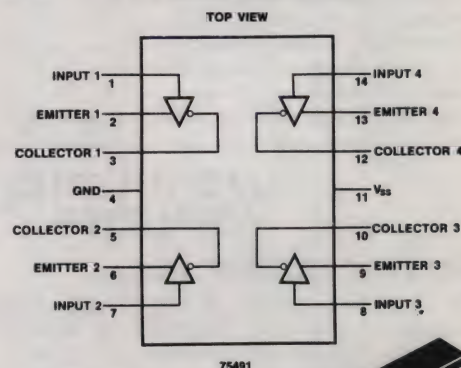 TOP VIEW
INPUT 1
1
EMITTER 1
2
COLLECTOR 1
3
GND
4
COLLECTOR 2
5
EMITTER 2
6
INPUT 2
7
INPUT 4
14
EMITTER 4
13
COLLECTOR 4
12
VSS
11
COLLECTOR 3
10
EMITTER 3
9
INPUT 3
8
75491